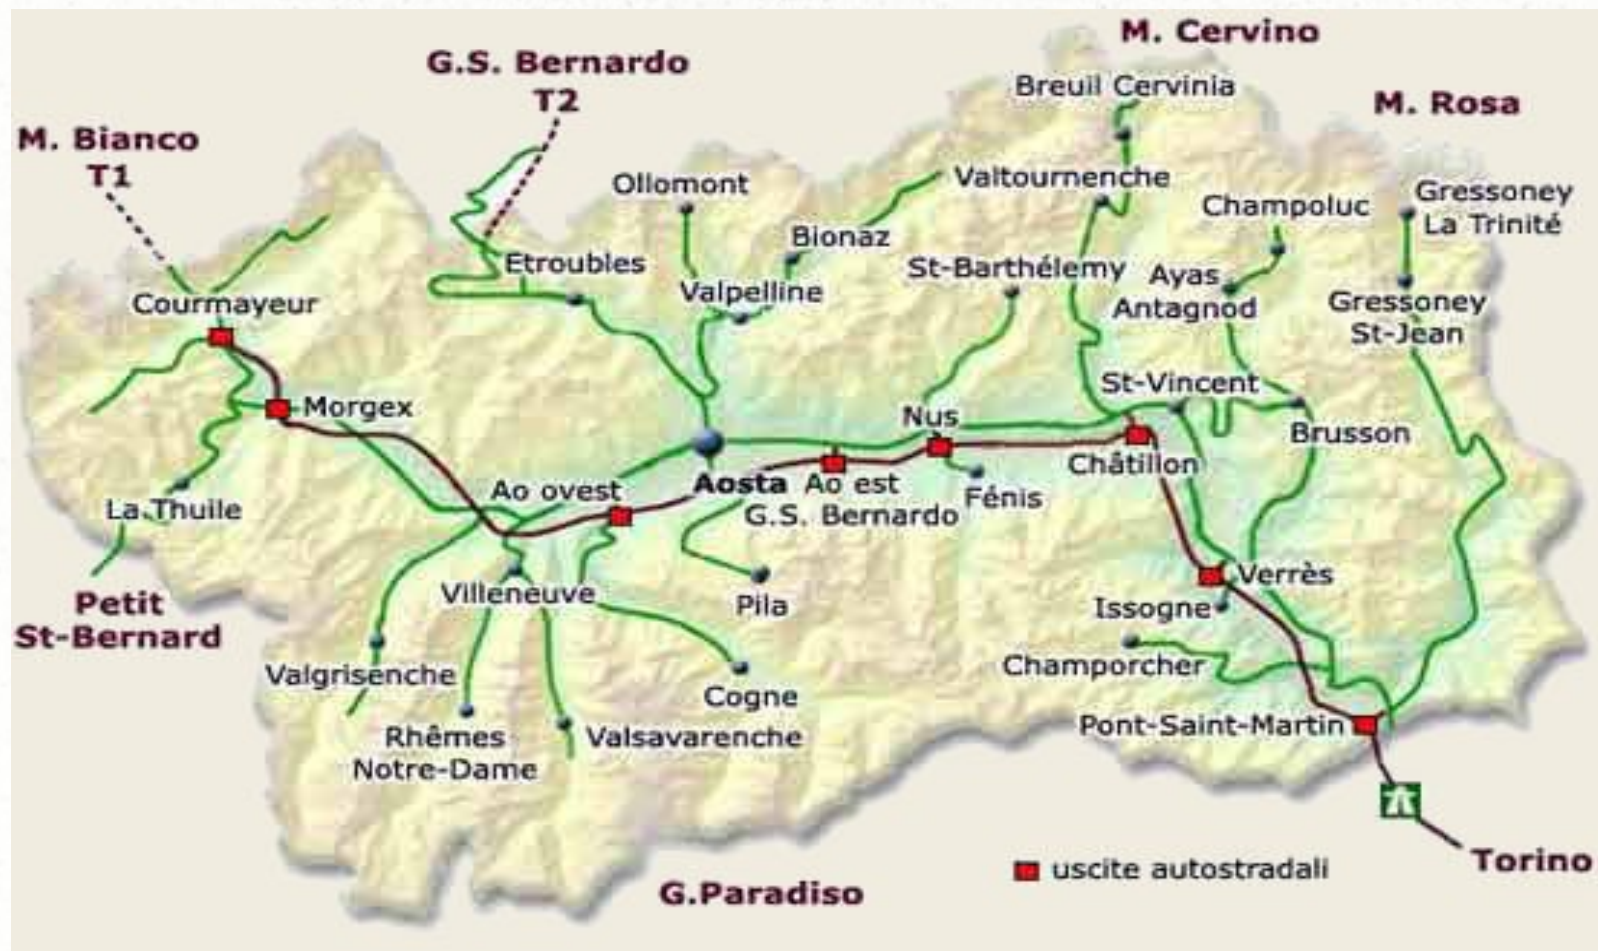 M. Cervino
G.S. Bernardo
T2
Breuil Cervinia
M. Rosa
M. Bianco
T1
Ollomont
Valtournenche
Champoluc
Gressoney
La Trinité
Bionaz
Etroubles
St-Barthélemy
Ayas
Antagnod
Valpelline
Courmayeur
Gressoney
St-Jean
St-Vincent
Morgex
Nus
Brusson
Châtillon
Ao ovest
Aosta
Ao est
G.S. Bernardo
Fénis
La Thuile
Verrès
Villeneuve
Pila
Issogne
Petit
St-Bernard
Champorcher
Valgrisenche
Cogne
Pont-Saint-Martin
Rhêmes
Notre-Dame
Valsavarenche
Torino
uscite autostradali
G.Paradiso